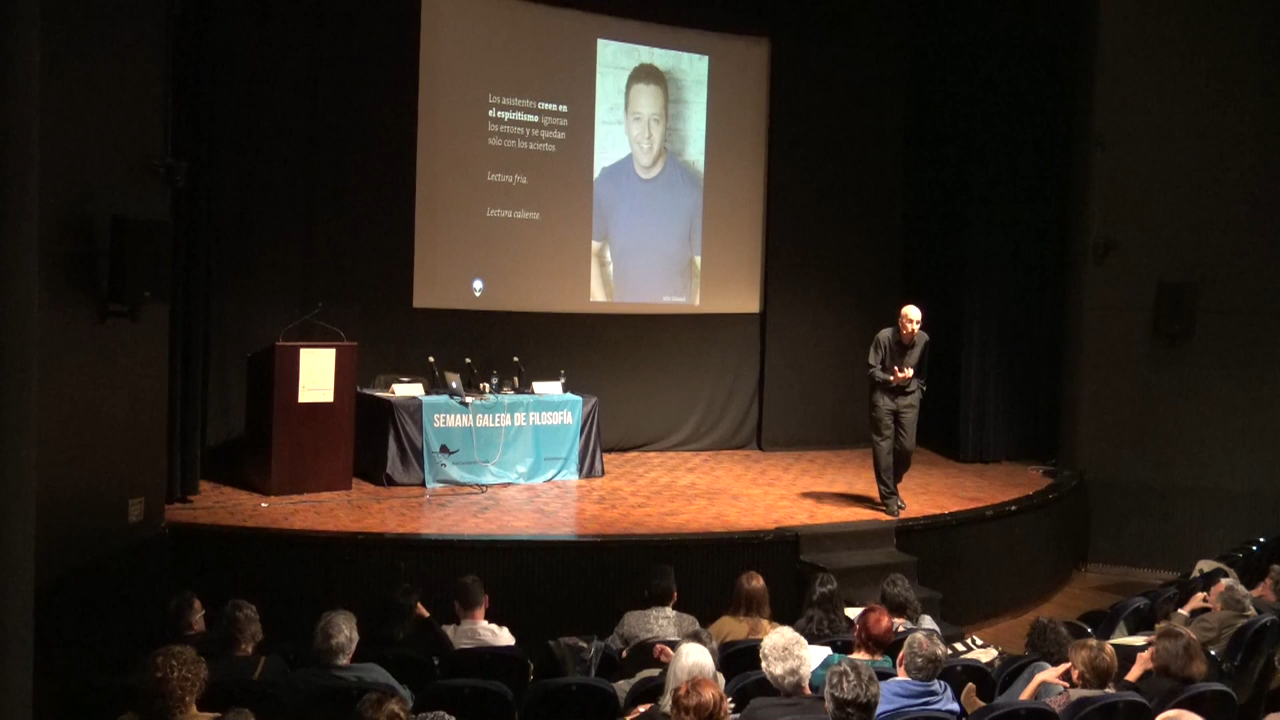 Los asistentes creen en
el espiritismo: ignoran
los errores y se quedan
sólo con los aciertos.
Lectura fría.
Lectura caliente.
SEMANA GALEGA DE FILOSOFÍA